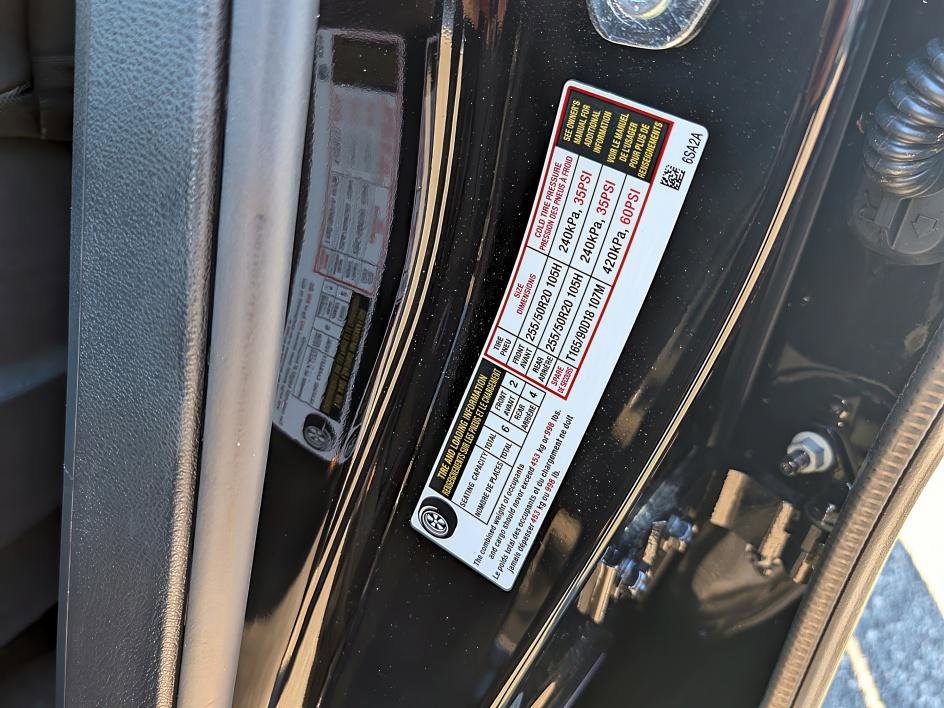 TIRE AND LOADING INFORMATION
RENSEIGNEMENTS SUR LES PNEUS ET LE CHARGEMENT
SEATING CAPACITY TOTAL 6 FRONT AVANT 2
NOMBRE DE PLACES TOTAL REAR ARRIÈRE 4
The combined weight of occupants
and cargo should never exceed 453 kg or 998 lbs.
Le poids total des occupants et du chargement ne doit
jamais dépasser 453 kg ou 998 lb.
TIRE PNEU SIZE DIMENSIONS COLD TIRE PRESSURE PRESSION DES PNEUS À FROID
FRONT AVANT 255/50R20 105H 240kPa, 35PSI
REAR ARRIÈRE 255/50R20 105H 240kPa, 35PSI
SPARE DE SECOURS T165/90D18 107M 420kPa, 60PSI
SEE OWNER'S
MANUAL FOR
ADDITIONAL
INFORMATION
VOIR LE MANUEL
DE L'USAGER
POUR PLUS DE
RENSEIGNEMENTS
6SA2A